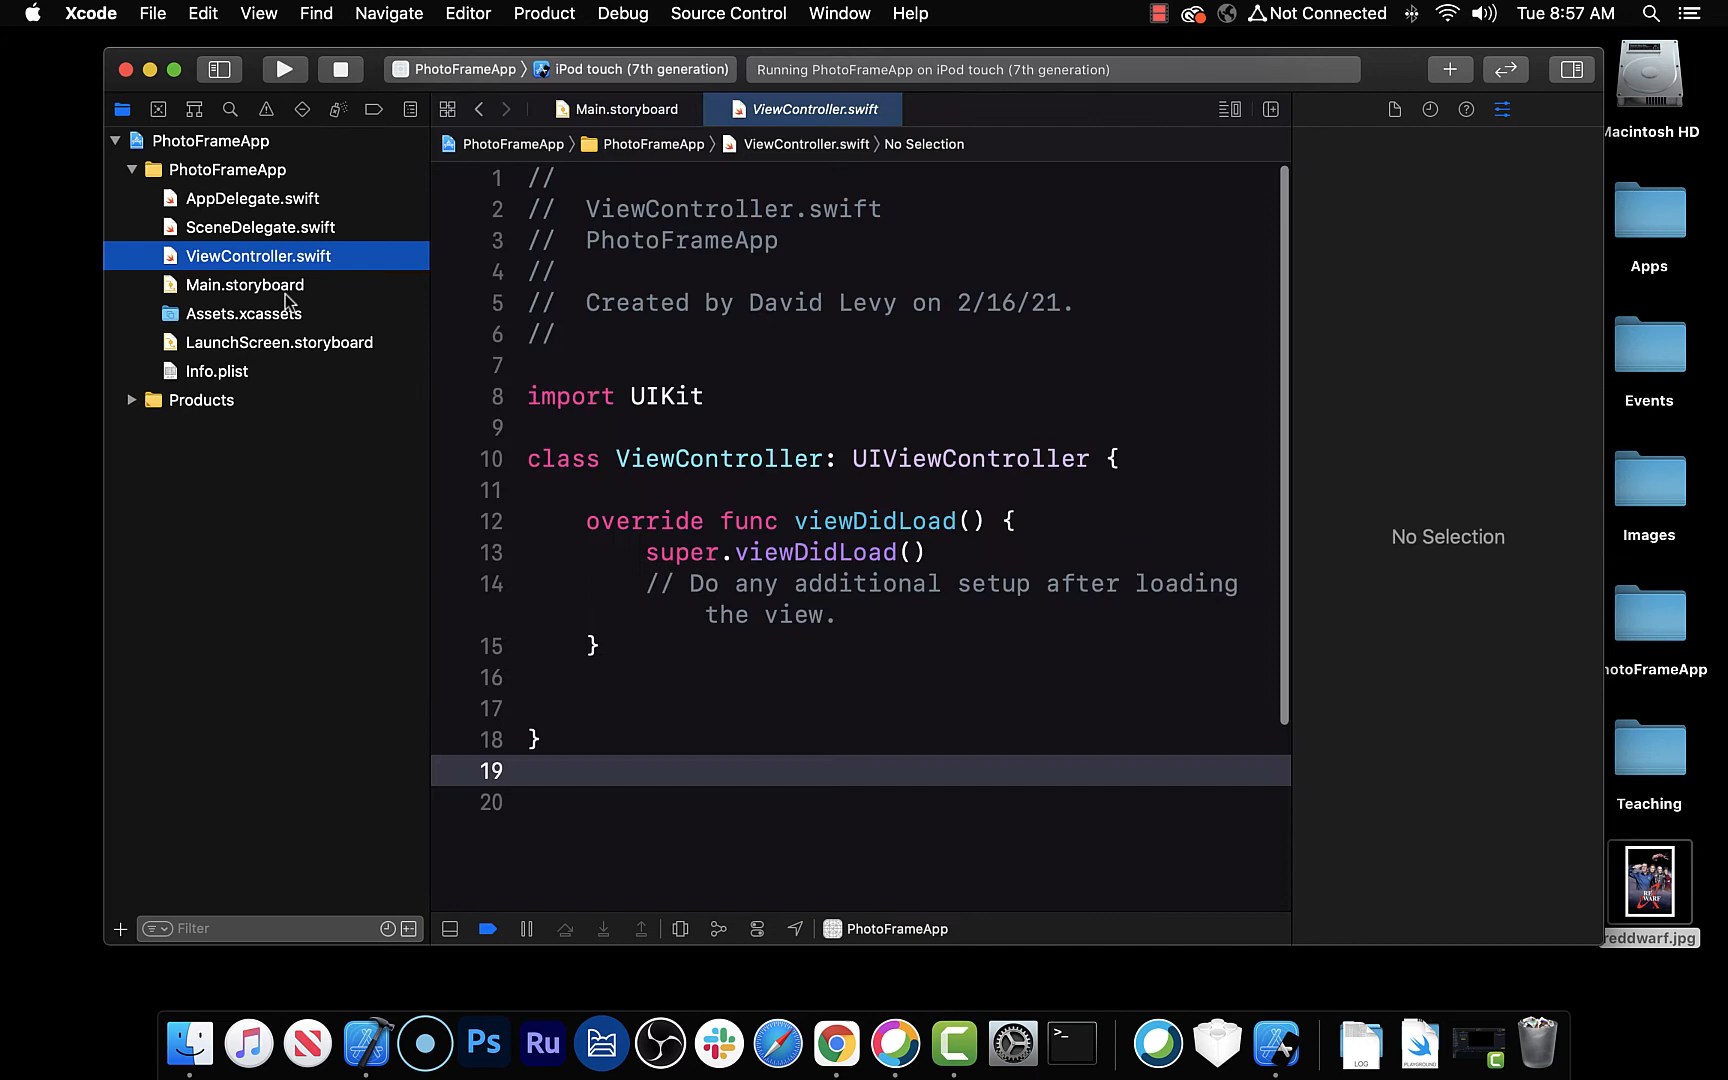 Xcode File Edit View Find Navigate Editor Product Debug Source Control Window Help Not Connected Tue 8:57 AM
PhotoFrameApp iPod touch (7th generation) Running PhotoFrameApp on iPod touch (7th generation)
Main.storyboard ViewController.swift
PhotoFrameApp PhotoFrameApp ViewController.swift No Selection
PhotoFrameApp
PhotoFrameApp
AppDelegate.swift
SceneDelegate.swift
ViewController.swift
Main.storyboard
Assets.xcassets
LaunchScreen.storyboard
Info.plist
Products
Filter
1 //
2 // ViewController.swift
3 // PhotoFrameApp
4 //
5 // Created by David Levy on 2/16/21.
6 //
7
8 import UIKit
9
10 class ViewController: UIViewController {
11
12 override func viewDidLoad() {
13 super.viewDidLoad()
14 // Do any additional setup after loading
the view.
15 }
16
17
18 }
19
20
PhotoFrameApp
No Selection
Macintosh HD
Apps
Events
Images
hotoFrameApp
Teaching
reddwarf.jpg
Ps
Ru
>_
LOG
PLAYGROUND